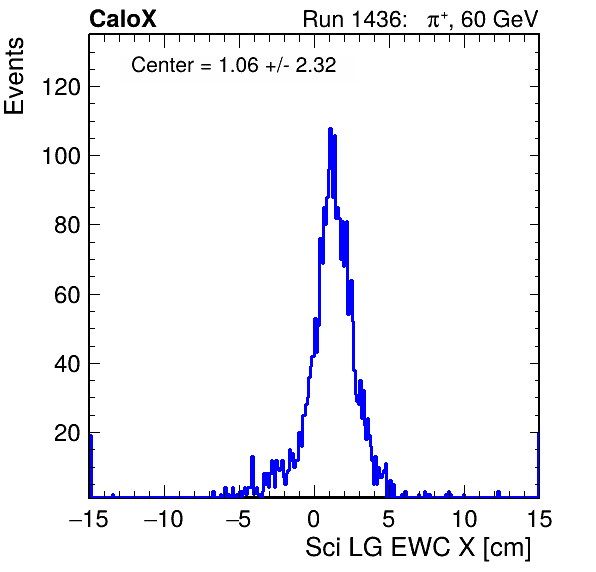 CaloX Run 1436: π⁺, 60 GeV
Center = 1.06 +/- 2.32
Events
120
100
80
60
40
20
−15 −10 −5 0 5 10 15
Sci LG EWC X [cm]